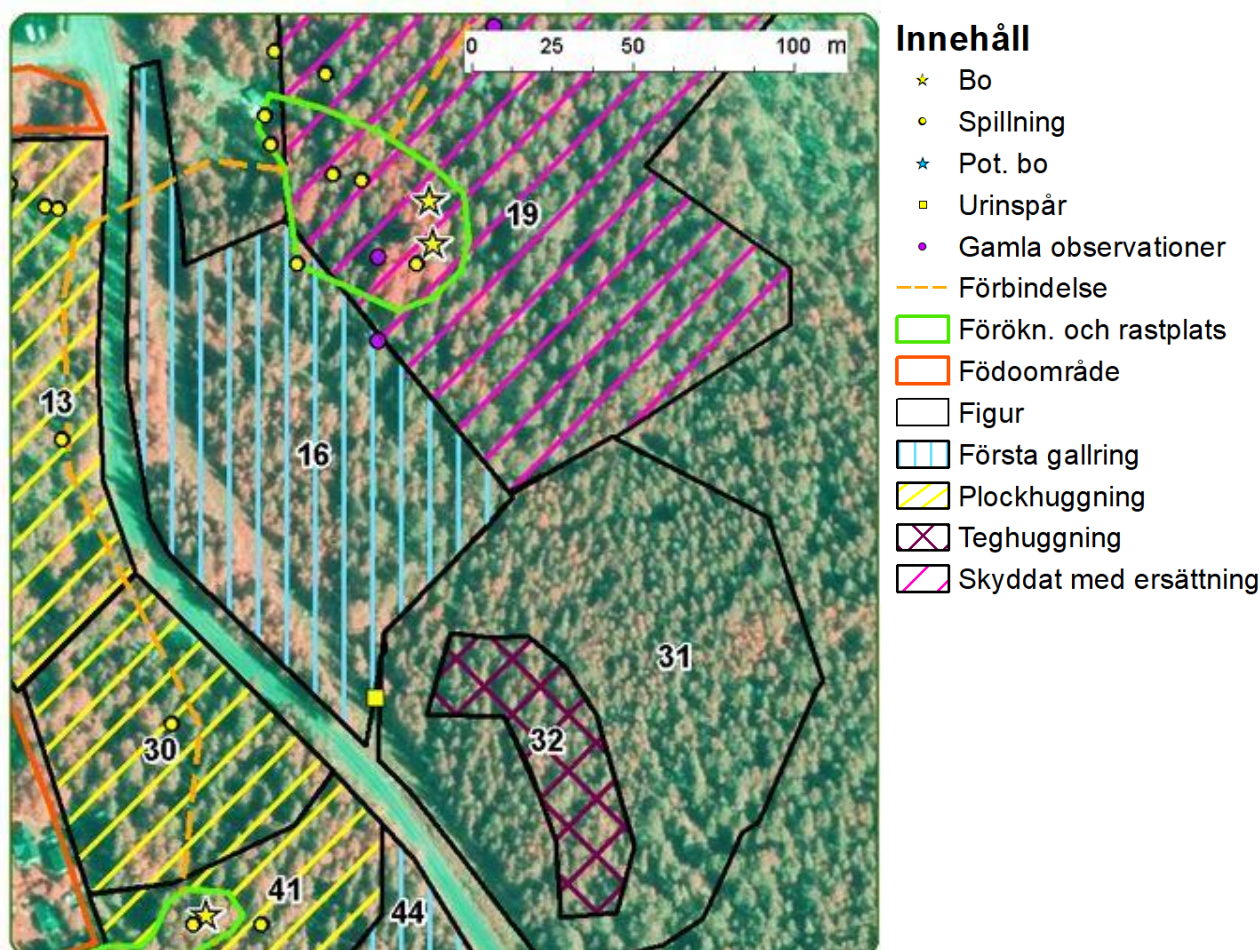 0 25 50 100 m
19
13
16
31
32
30
41
44
Innehåll
Bo
Spillning
Pot. bo
Urinspår
Gamla observationer
Förbindelse
Förökn. och rastplats
Födoområde
Figur
Första gallring
Plockhuggning
Teghuggning
Skyddat med ersättning